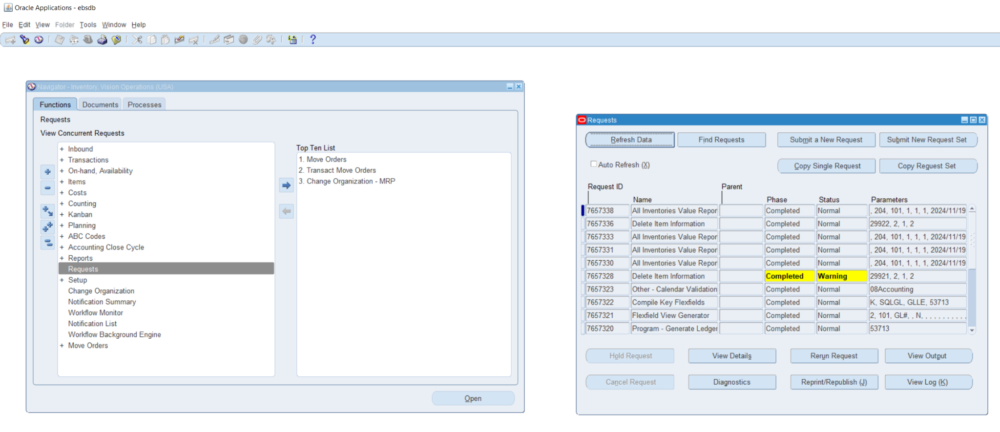 Oracle Applications - ebsdb
File Edit View Folder Tools Window Help
?
Navigator - Inventory, Vision Operations (USA)
Functions Documents Processes
Requests
View Concurrent Requests
+ Inbound
+ Transactions
+ On-hand, Availability
+ Items
+ Costs
+ Counting
+ Kanban
+ Planning
+ ABC Codes
+ Accounting Close Cycle
+ Reports
Requests
+ Setup
Change Organization
Notification Summary
Workflow Monitor
Notification List
Workflow Background Engine
+ Move Orders
Top Ten List
1. Move Orders
2. Transact Move Orders
3. Change Organization - MRP
Open
Requests
Refresh Data Find Requests Submit a New Request Submit New Request Set
Auto Refresh (X) Copy Single Request Copy Request Set
Request ID Parent
Name Phase Status Parameters
7657338 All Inventories Value Repor Completed Normal , 204, 101, 1, 1, 1, 2024/11/19
7657336 Delete Item Information Completed Normal 29922, 2, 1, 2
7657333 All Inventories Value Repor Completed Normal , 204, 101, 1, 1, 1, 2024/11/19
7657331 All Inventories Value Repor Completed Normal , 204, 101, 1, 1, 1, 2024/11/19
7657330 All Inventories Value Repor Completed Normal , 204, 101, 1, 1, 1, 2024/11/19
7657328 Delete Item Information Completed Warning 29921, 2, 1, 2
7657323 Other - Calendar Validation Completed Normal 08Accounting
7657322 Compile Key Flexfields Completed Normal K, SQLGL, GLLE, 53713
7657321 Flexfield View Generator Completed Normal 2, 101, GL#, , N, , , , , , , , , , ,
7657320 Program - Generate Ledger Completed Normal 53713
Hold Request View Details Rerun Request View Output
Cancel Request Diagnostics Reprint/Republish (J) View Log (K)